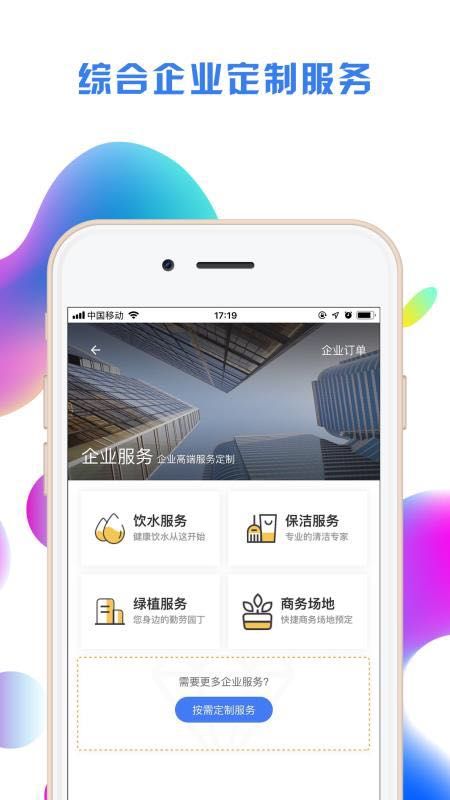 综合企业定制服务
中国移动
17:19
企业订单
企业服务 企业高端服务定制
饮水服务
健康饮水从这开始
保洁服务
专业的清洁专家
绿植服务
您身边的勤劳园丁
商务场地
快捷商务场地预定
需要更多企业服务?
按需定制服务